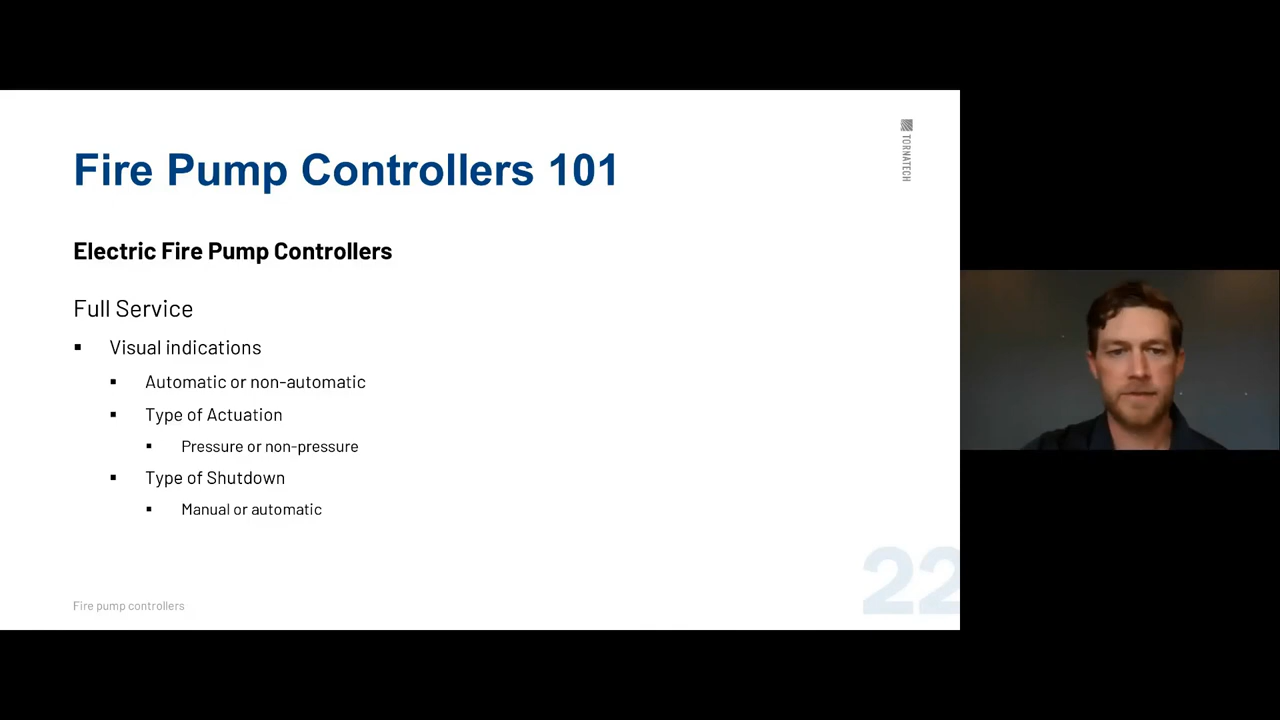 Fire Pump Controllers 101
TORNATECH
Electric Fire Pump Controllers
Full Service
▪ Visual indications
▪ Automatic or non-automatic
▪ Type of Actuation
▪ Pressure or non-pressure
▪ Type of Shutdown
▪ Manual or automatic
22
Fire pump controllers